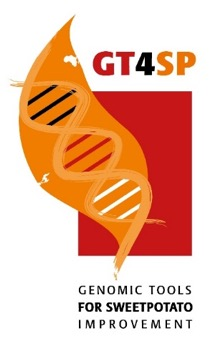 GT4SP
GENOMIC TOOLS
FOR SWEETPOTATO
IMPROVEMENT